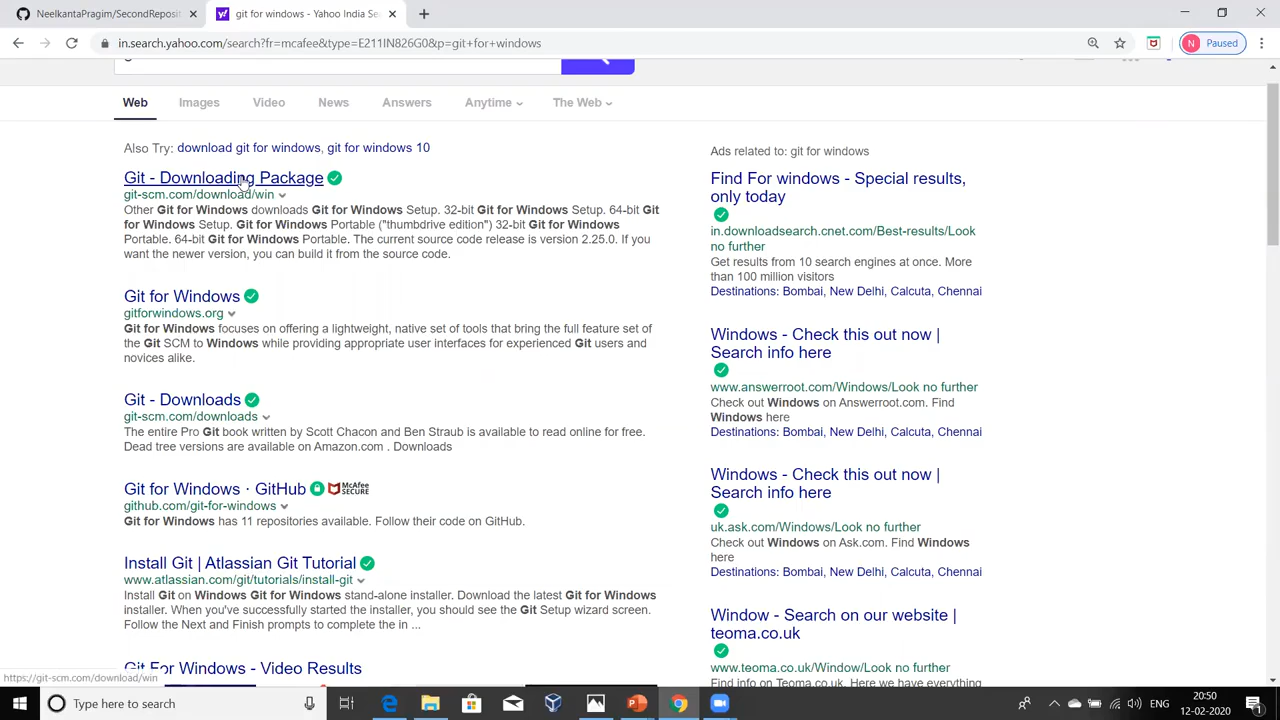 NeelkantaPragim/SecondReposit
git for windows - Yahoo India Se
in.search.yahoo.com/search?fr=mcafee&type=E211IN826G0&p=git+for+windows
N Paused
Web Images Video News Answers Anytime The Web
Also Try: download git for windows, git for windows 10
Git - Downloading Package
git-scm.com/download/win
Other Git for Windows downloads Git for Windows Setup. 32-bit Git for Windows Setup. 64-bit Git
for Windows Setup. Git for Windows Portable ("thumbdrive edition") 32-bit Git for Windows
Portable. 64-bit Git for Windows Portable. The current source code release is version 2.25.0. If you
want the newer version, you can build it from the source code.
Git for Windows
gitforwindows.org
Git for Windows focuses on offering a lightweight, native set of tools that bring the full feature set of
the Git SCM to Windows while providing appropriate user interfaces for experienced Git users and
novices alike.
Git - Downloads
git-scm.com/downloads
The entire Pro Git book written by Scott Chacon and Ben Straub is available to read online for free.
Dead tree versions are available on Amazon.com . Downloads
Git for Windows · GitHub McAfee SECURE
github.com/git-for-windows
Git for Windows has 11 repositories available. Follow their code on GitHub.
Install Git | Atlassian Git Tutorial
www.atlassian.com/git/tutorials/install-git
Install Git on Windows Git for Windows stand-alone installer. Download the latest Git for Windows
installer. When you've successfully started the installer, you should see the Git Setup wizard screen.
Follow the Next and Finish prompts to complete the in ...
Git For Windows - Video Results
Ads related to: git for windows
Find For windows - Special results,
only today
in.downloadsearch.cnet.com/Best-results/Look
no further
Get results from 10 search engines at once. More
than 100 million visitors
Destinations: Bombai, New Delhi, Calcuta, Chennai
Windows - Check this out now |
Search info here
www.answerroot.com/Windows/Look no further
Check out Windows on Answerroot.com. Find
Windows here
Destinations: Bombai, New Delhi, Calcuta, Chennai
Windows - Check this out now |
Search info here
uk.ask.com/Windows/Look no further
Check out Windows on Ask.com. Find Windows
here
Destinations: Bombai, New Delhi, Calcuta, Chennai
Window - Search on our website |
teoma.co.uk
www.teoma.co.uk/Window/Look no further
Find info on Teoma.co.uk. Here we have everything
https://git-scm.com/download/win
Type here to search
20:50
12-02-2020